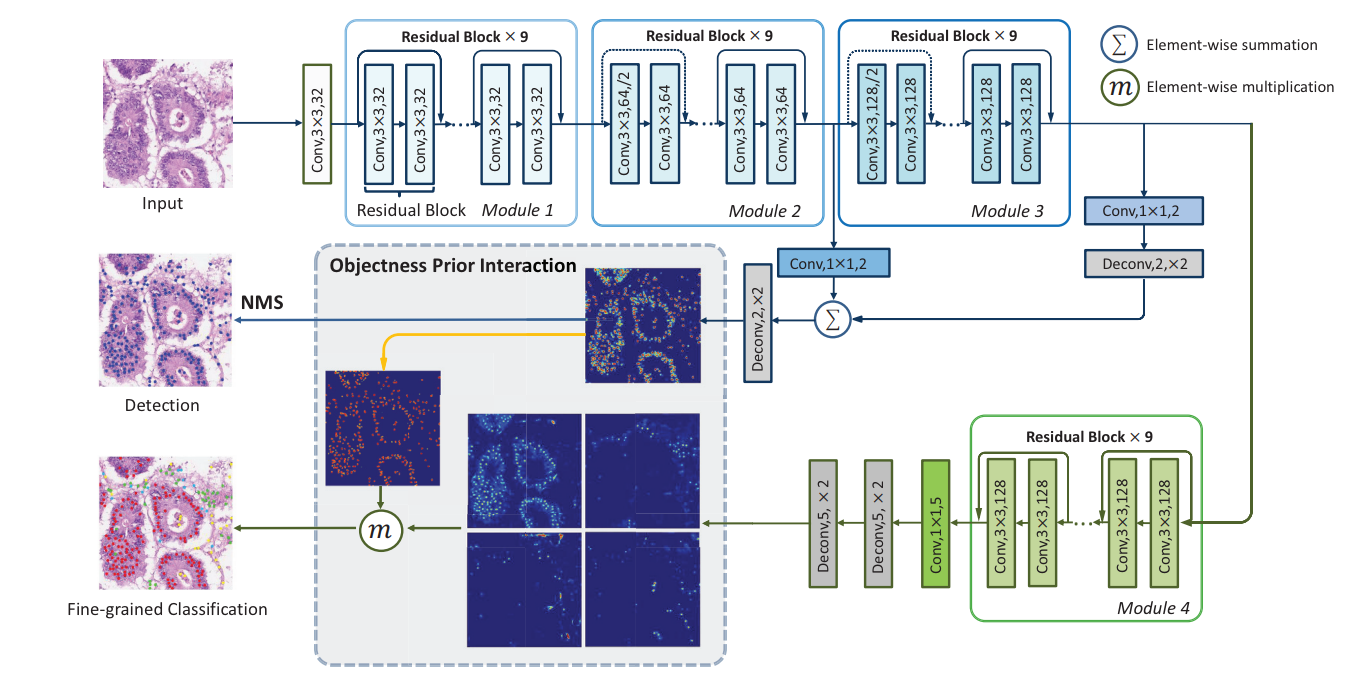 Residual Block × 9
Residual Block × 9
Residual Block × 9
∑ Element-wise summation
m Element-wise multiplication
Conv,3×3,32
Conv,3×3,32
Conv,3×3,32
Conv,3×3,32
Conv,3×3,32
Conv,3×3,64,/2
Conv,3×3,64
Conv,3×3,64
Conv,3×3,64
Conv,3×3,128,/2
Conv,3×3,128
Conv,3×3,128
Conv,3×3,128
Input
Residual Block
Module 1
Module 2
Module 3
Conv,1×1,2
Deconv,2,×2
Conv,1×1,2
∑
Deconv,2,×2
Objectness Prior Interaction
NMS
Detection
Residual Block × 9
Conv,3×3,128
Conv,3×3,128
Conv,3×3,128
Conv,3×3,128
Module 4
Conv,1×1,5
Deconv,5, × 2
Deconv,5, × 2
m
Fine-grained Classification